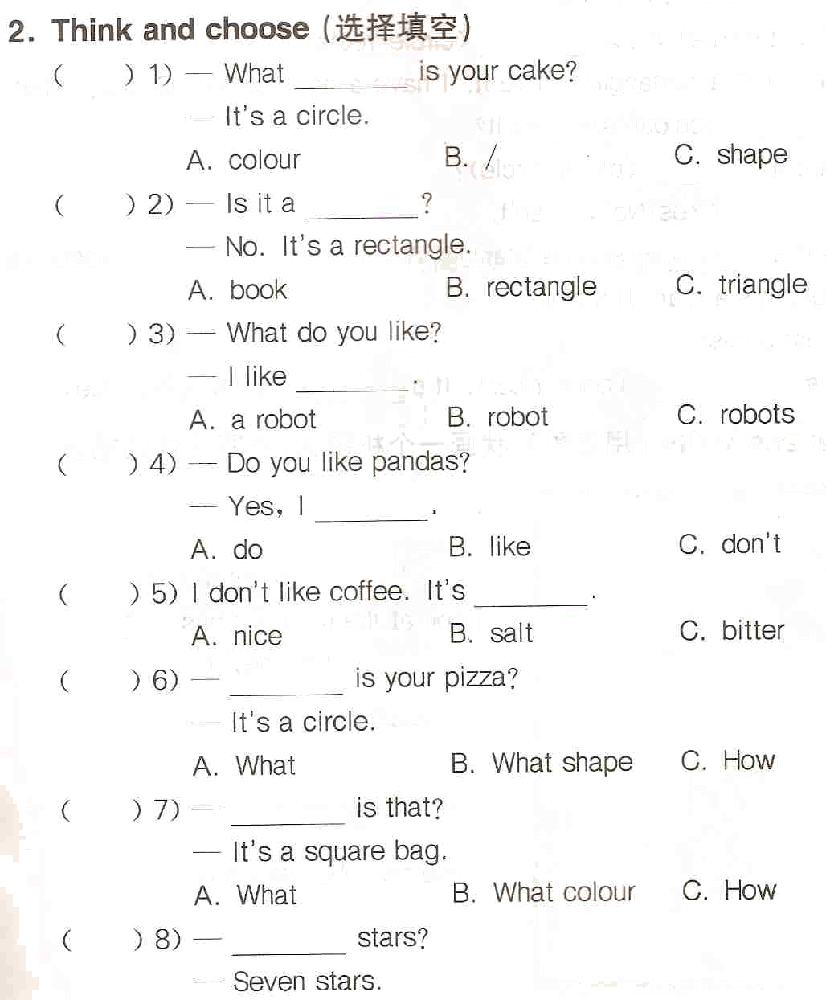 2. Think and choose (选择填空)
( ) 1) — What ________ is your cake?
— It's a circle.
A. colour B. / C. shape
( ) 2) — Is it a ________?
— No. It's a rectangle.
A. book B. rectangle C. triangle
( ) 3) — What do you like?
— I like ________.
A. a robot B. robot C. robots
( ) 4) — Do you like pandas?
— Yes, I ________.
A. do B. like C. don't
( ) 5) I don't like coffee. It's ________.
A. nice B. salt C. bitter
( ) 6) — ________ is your pizza?
— It's a circle.
A. What B. What shape C. How
( ) 7) — ________ is that?
— It's a square bag.
A. What B. What colour C. How
( ) 8) — ________ stars?
— Seven stars.